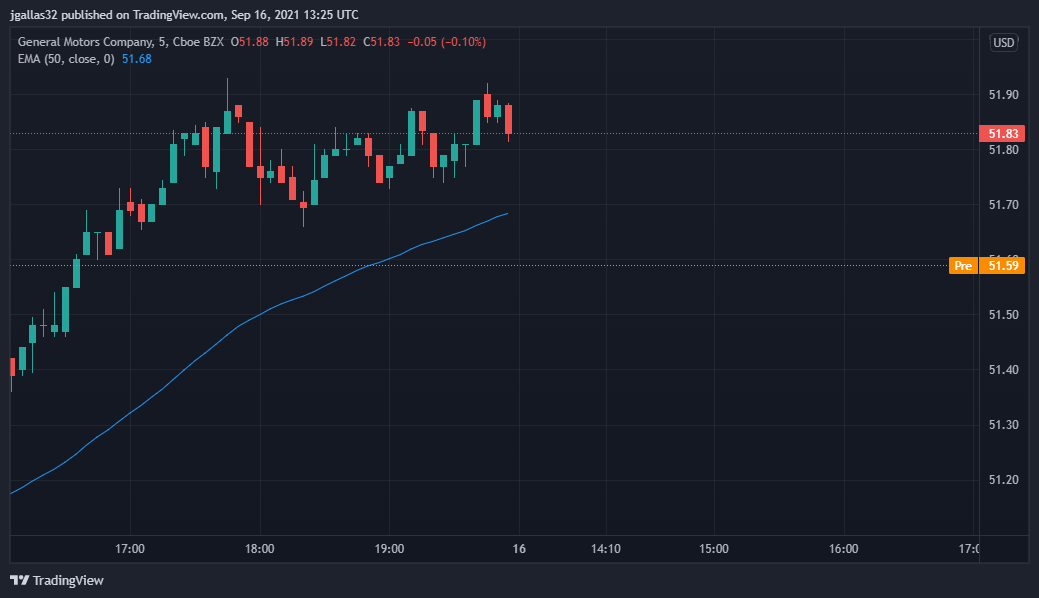 jgallas32 published on TradingView.com, Sep 16, 2021 13:25 UTC
General Motors Company, 5, Cboe BZX O51.88 H51.89 L51.82 C51.83 −0.05 (−0.10%)
EMA (50, close, 0) 51.68
USD
51.90
51.83
51.80
51.70
Pre 51.59
51.50
51.40
51.30
51.20
17:00 18:00 19:00 16 14:10 15:00 16:00
TradingView